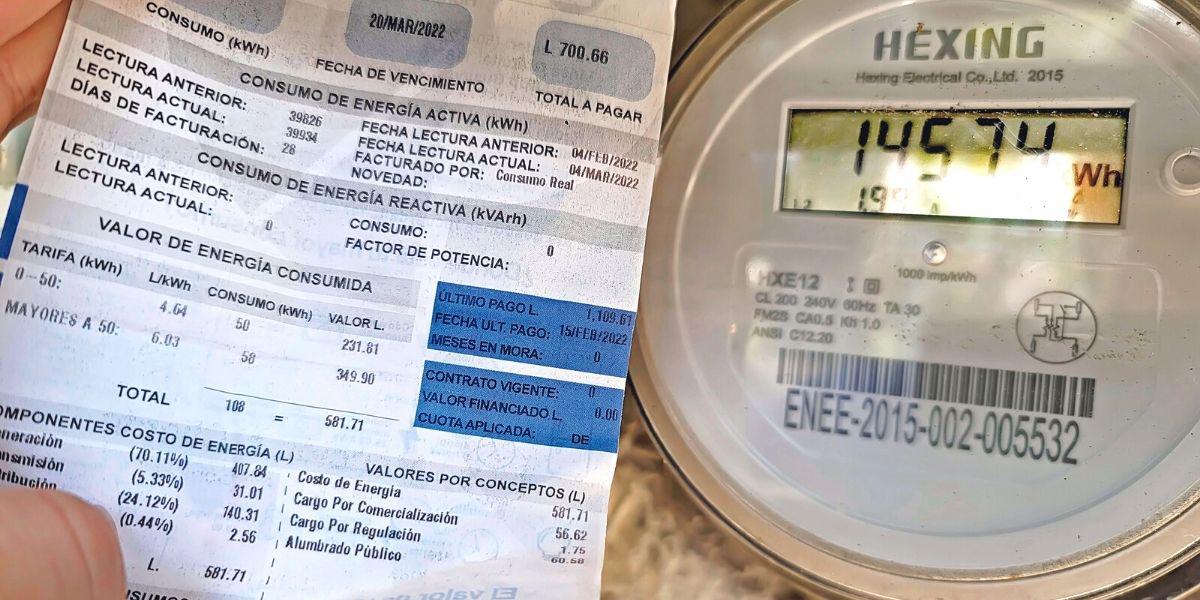 20/MAR/2022
L 700.66
CONSUMO (kWh)
FECHA DE VENCIMIENTO
TOTAL A PAGAR
CONSUMO DE ENERGÍA ACTIVA (kWh)
LECTURA ANTERIOR: 39826 FECHA LECTURA ANTERIOR: 04/FEB/2022
LECTURA ACTUAL: 39934 FECHA LECTURA ACTUAL: 04/MAR/2022
DÍAS DE FACTURACIÓN: 28 FACTURADO POR: Consumo Real
NOVEDAD:
CONSUMO DE ENERGÍA REACTIVA (kVArh)
LECTURA ANTERIOR: 0 CONSUMO: 0
LECTURA ACTUAL: FACTOR DE POTENCIA:
VALOR DE ENERGÍA CONSUMIDA
TARIFA (kWh) L/kWh CONSUMO (kWh) VALOR L.
0--50: 4.64 50 231.81
MAYORES A 50: 6.03 58 349.90
TOTAL 108 = 581.71
ÚLTIMO PAGO L. 1,109.61
FECHA ULT. PAGO: 15/FEB/2022
MESES EN MORA: 0
CONTRATO VIGENTE: 0
VALOR FINANCIADO L. 0.00
CUOTA APLICADA: DE
OMPONENTES COSTO DE ENERGÍA (L)
neración (70.11%) 407.84
nsmisión (5.33%) 31.01
tribución (24.12%) 140.31
(0.44%) 2.56
L. 581.71
VALORES POR CONCEPTOS (L)
Costo de Energía 581.71
Cargo Por Comercialización 56.62
Cargo Por Regulación 1.75
Alumbrado Público 60.58
HEXING
Hexing Electrical Co.,Ltd. 2015
14574 Wh
1000 imp/kWh
HXE12
CL 200 240V 60Hz TA 30
FM2S CA0.5 Kh 1.0
ANSI C12.20
ENEE-2015-002-005532